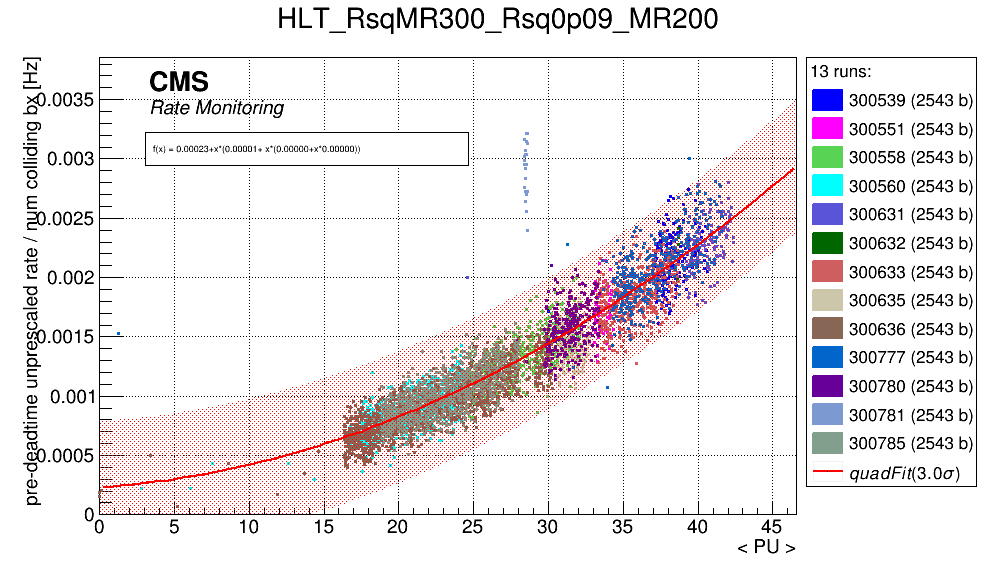 HLT_RsqMR300_Rsq0p09_MR200
pre-deadtime unprescaled rate / num colliding bx [Hz]
CMS
Rate Monitoring
f(x) = 0.00023+x*(0.00001+ x*(0.00000+x*0.00000))
0.0035
0.003
0.0025
0.002
0.0015
0.001
0.0005
0
0 5 10 15 20 25 30 35 40 45
< PU >
13 runs:
300539 (2543 b)
300551 (2543 b)
300558 (2543 b)
300560 (2543 b)
300631 (2543 b)
300632 (2543 b)
300633 (2543 b)
300635 (2543 b)
300636 (2543 b)
300777 (2543 b)
300780 (2543 b)
300781 (2543 b)
300785 (2543 b)
quadFit(3.0σ)